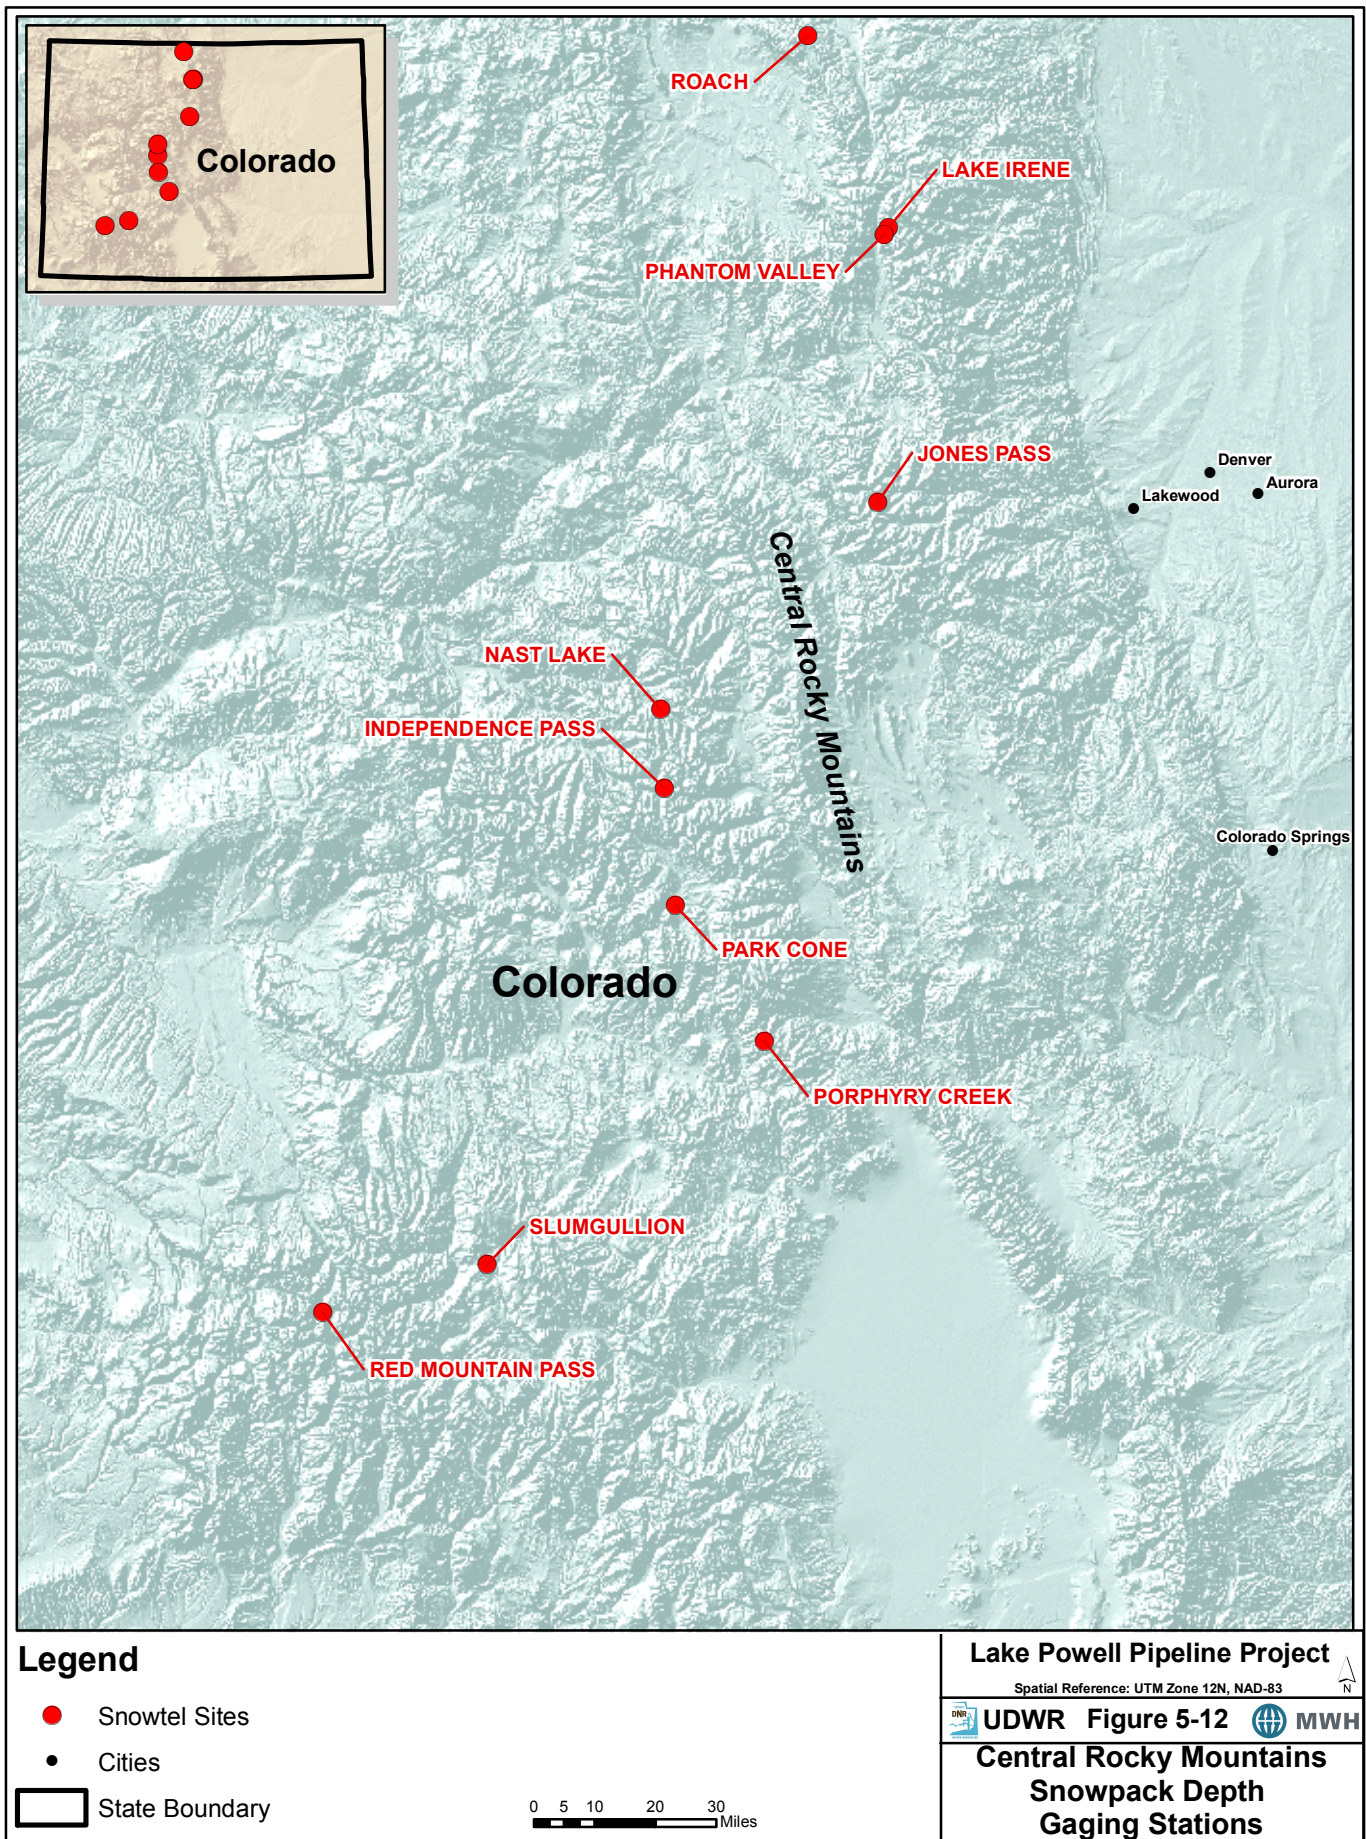 Colorado
ROACH
LAKE IRENE
PHANTOM VALLEY
JONES PASS
Denver
Aurora
Lakewood
Central Rocky Mountains
NAST LAKE
INDEPENDENCE PASS
Colorado Springs
PARK CONE
Colorado
PORPHYRY CREEK
SLUMGULLION
RED MOUNTAIN PASS
Legend
Snowtel Sites
Cities
State Boundary
0 5 10 20 30
Miles
Lake Powell Pipeline Project
N
Spatial Reference: UTM Zone 12N, NAD-83
DNR
UDWR Figure 5-12 MWH
Central Rocky Mountains
Snowpack Depth
Gaging Stations